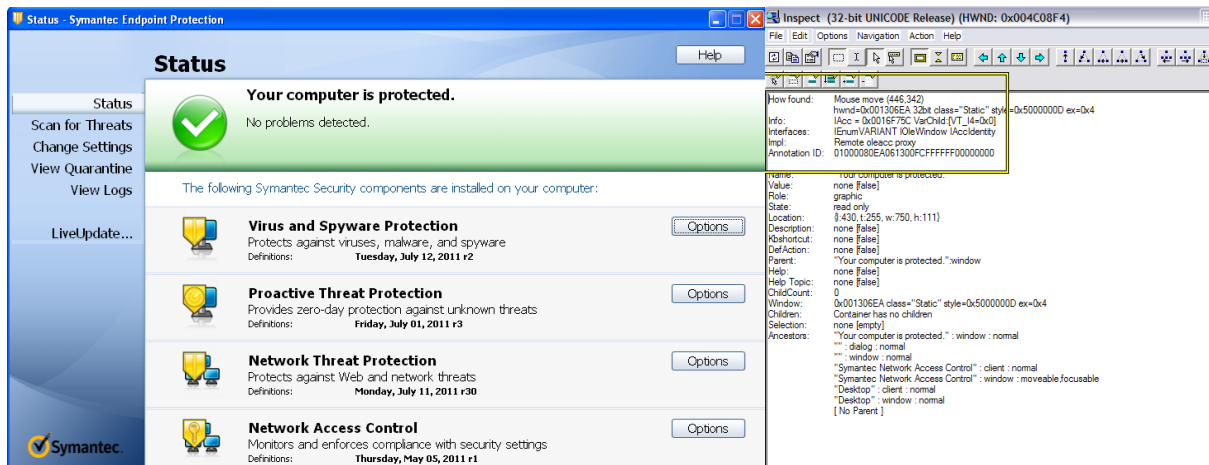 Status - Symantec Endpoint Protection
Help
Status
Status
Scan for Threats
Change Settings
View Quarantine
View Logs
LiveUpdate...
Symantec.
Your computer is protected.
No problems detected.
The following Symantec Security components are installed on your computer:
Virus and Spyware Protection
Protects against viruses, malware, and spyware
Definitions: Tuesday, July 12, 2011 r2
Options
Proactive Threat Protection
Provides zero-day protection against unknown threats
Definitions: Friday, July 01, 2011 r3
Options
Network Threat Protection
Protects against Web and network threats
Definitions: Monday, July 11, 2011 r30
Options
Network Access Control
Monitors and enforces compliance with security settings
Definitions: Thursday, May 05, 2011 r1
Options
Inspect (32-bit UNICODE Release) (HWND: 0x004C08F4)
File Edit Options Navigation Action Help
How found: Mouse move (446,342)
hwnd=0x001306EA 32bit class="Static" style=0x5000000D ex=0x4
Info: IAcc = 0x0016F75C VarChild:[VT_I4=0x0]
Interfaces: IEnumVARIANT IOleWindow IAccIdentity
Impl: Remote oleacc proxy
Annotation ID: 01000080EA061300FCFFFFFF00000000
Name: "Your computer is protected."
Value: none [false]
Role: graphic
State: read only
Location: {l:430, t:255, w:750, h:111}
Description: none [false]
Kbshortcut: none [false]
DefAction: none [false]
Parent: "Your computer is protected.":window
Help: none [false]
Help Topic: none [false]
ChildCount: 0
Window: 0x001306EA class="Static" style=0x5000000D ex=0x4
Children: Container has no children
Selection: none [empty]
Ancestors: "Your computer is protected." : window : normal
"" : dialog : normal
"" : window : normal
"Symantec Network Access Control" : client : normal
"Symantec Network Access Control" : window : moveable,focusable
"Desktop" : client : normal
"Desktop" : window : normal
[ No Parent ]